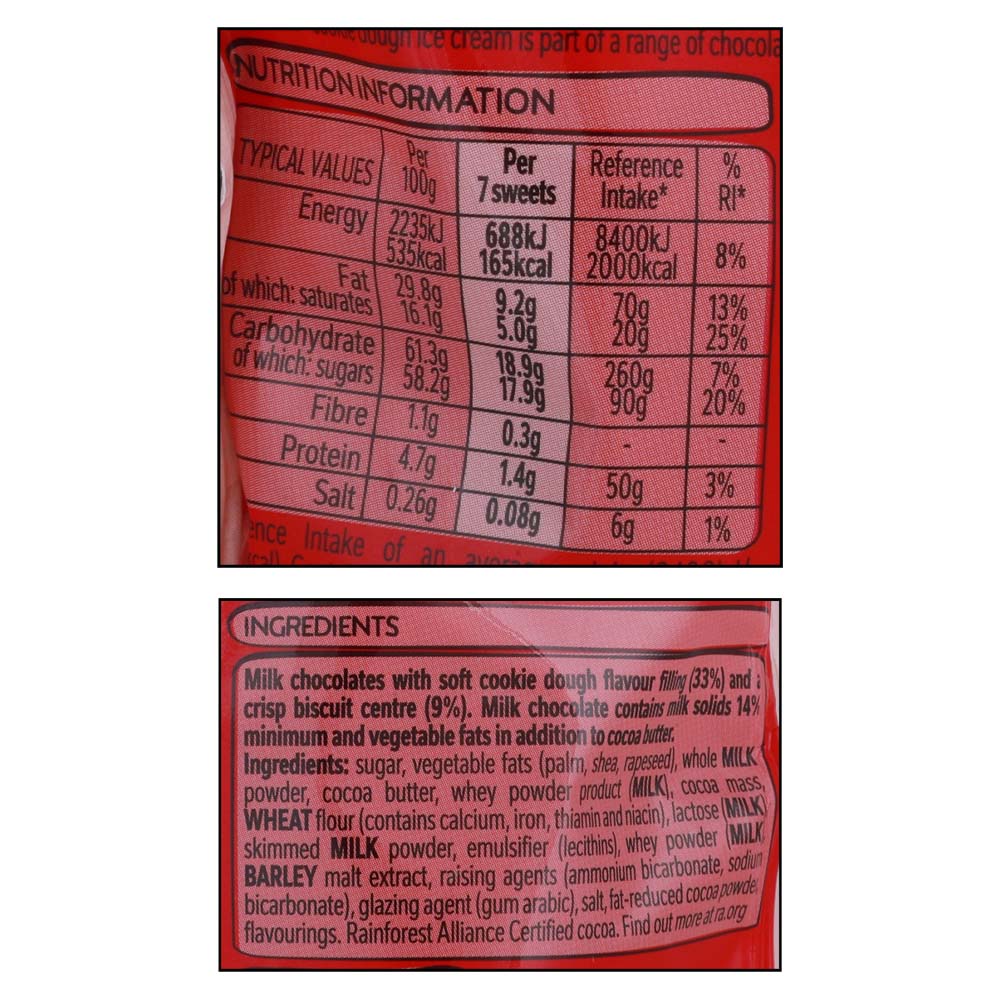 dough ice cream is part of a range of chocola
NUTRITION INFORMATION
TYPICAL VALUES Per 100g Per 7 sweets Reference Intake* % RI*
Energy 2235kJ 688kJ 8400kJ 8%
535kcal 165kcal 2000kcal
Fat 29.8g 9.2g 70g 13%
of which: saturates 16.1g 5.0g 20g 25%
Carbohydrate 61.3g 18.9g 260g 7%
of which: sugars 58.2g 17.9g 90g 20%
Fibre 1.1g 0.3g - -
Protein 4.7g 1.4g 50g 3%
Salt 0.26g 0.08g 6g 1%
ence Intake of an
INGREDIENTS
Milk chocolates with soft cookie dough flavour filling (33%) and a
crisp biscuit centre (9%). Milk chocolate contains milk solids 14%
minimum and vegetable fats in addition to cocoa butter.
Ingredients: sugar, vegetable fats (palm, shea, rapeseed), whole MILK
powder, cocoa butter, whey powder product (MILK), cocoa mass,
WHEAT flour (contains calcium, iron, thiamin and niacin), lactose (MILK)
skimmed MILK powder, emulsifier (lecithins), whey powder (MILK
BARLEY malt extract, raising agents (ammonium bicarbonate, sodium
bicarbonate), glazing agent (gum arabic), salt, fat-reduced cocoa powder,
flavourings. Rainforest Alliance Certified cocoa. Find out more at ra.org